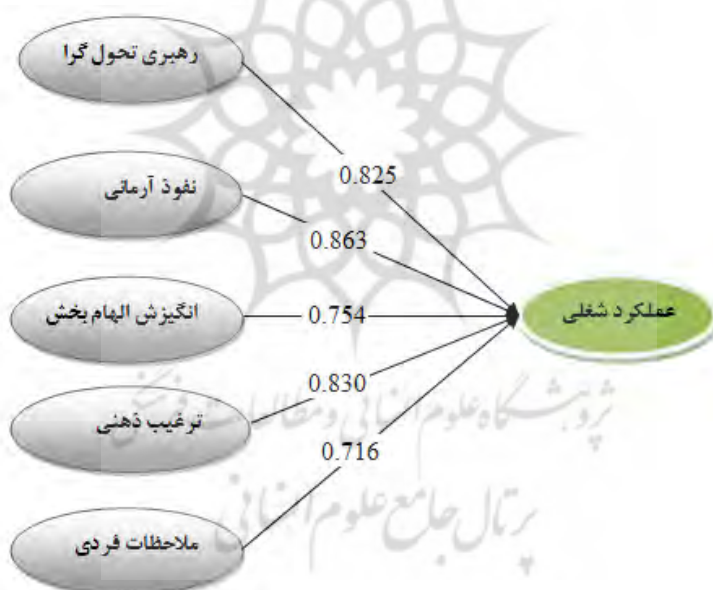 رهبری تحول گرا
0.825
نفوذ آرمانی
0.863
انگیزش الهام بخش
0.754
عملکرد شغلی
0.830
ترغیب ذهنی
پژوهشگاه علوم انسانی و مطالعات فرهنگی
0.716
پرتال جامع علوم انسانی
ملاحظات فردی